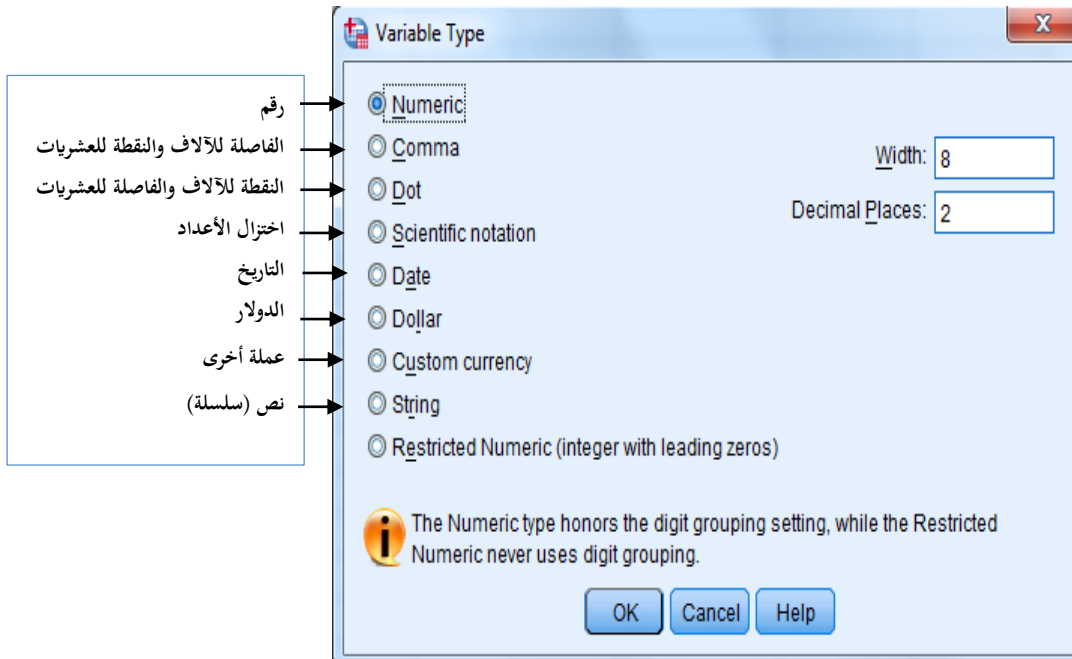 Variable Type
رقم
الفاصلة للآلاف والنقطة للعشريات
النقطة للآلاف والفاصلة للعشريات
اختزال الأعداد
التاريخ
الدولار
عملة أخرى
نص (سلسلة)
Numeric
Comma
Dot
Scientific notation
Date
Dollar
Custom currency
String
Restricted Numeric (integer with leading zeros)
Width: 8
Decimal Places: 2
The Numeric type honors the digit grouping setting, while the Restricted
Numeric never uses digit grouping.
OK Cancel Help